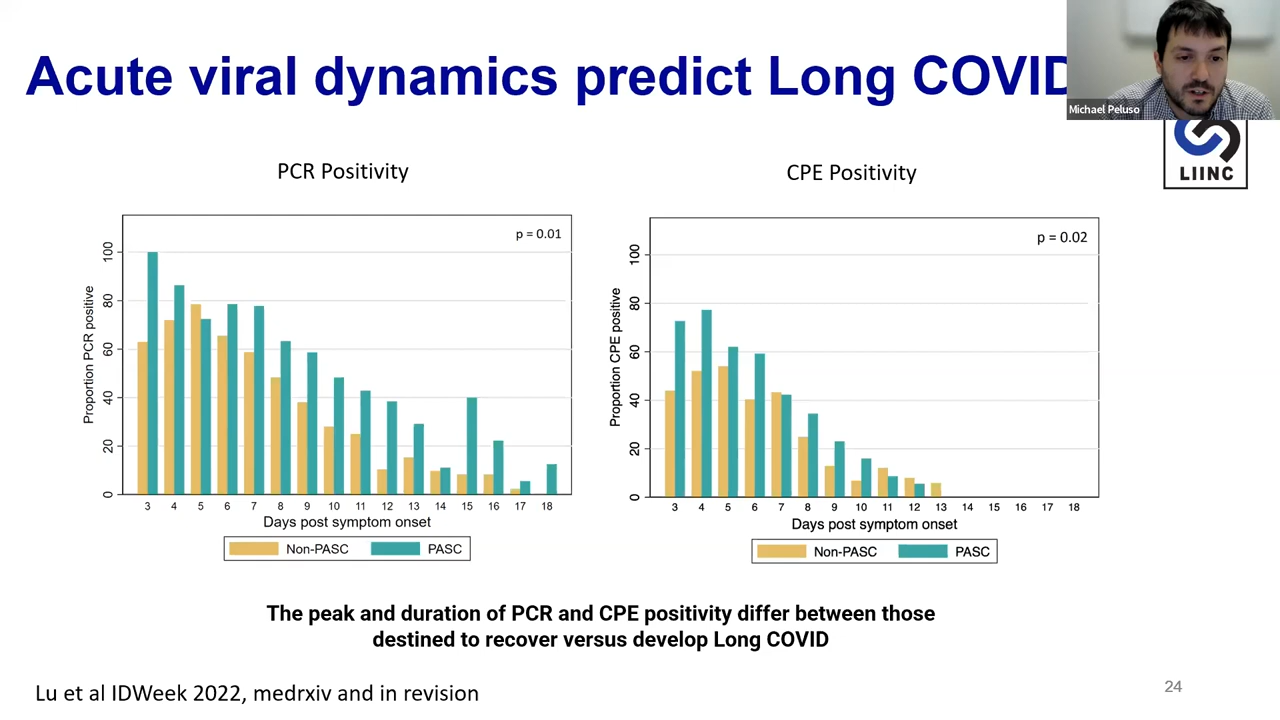 Acute viral dynamics predict Long COVID
Michael Peluso
LIINC
PCR Positivity
CPE Positivity
p = 0.01
Proportion PCR positive
100
80
60
40
20
0
3 4 5 6 7 8 9 10 11 12 13 14 15 16 17 18
Days post symptom onset
Non-PASC PASC
p = 0.02
Proportion CPE positive
100
80
60
40
20
0
3 4 5 6 7 8 9 10 11 12 13 14 15 16 17 18
Days post symptom onset
Non-PASC PASC
The peak and duration of PCR and CPE positivity differ between those
destined to recover versus develop Long COVID
Lu et al IDWeek 2022, medrxiv and in revision
24